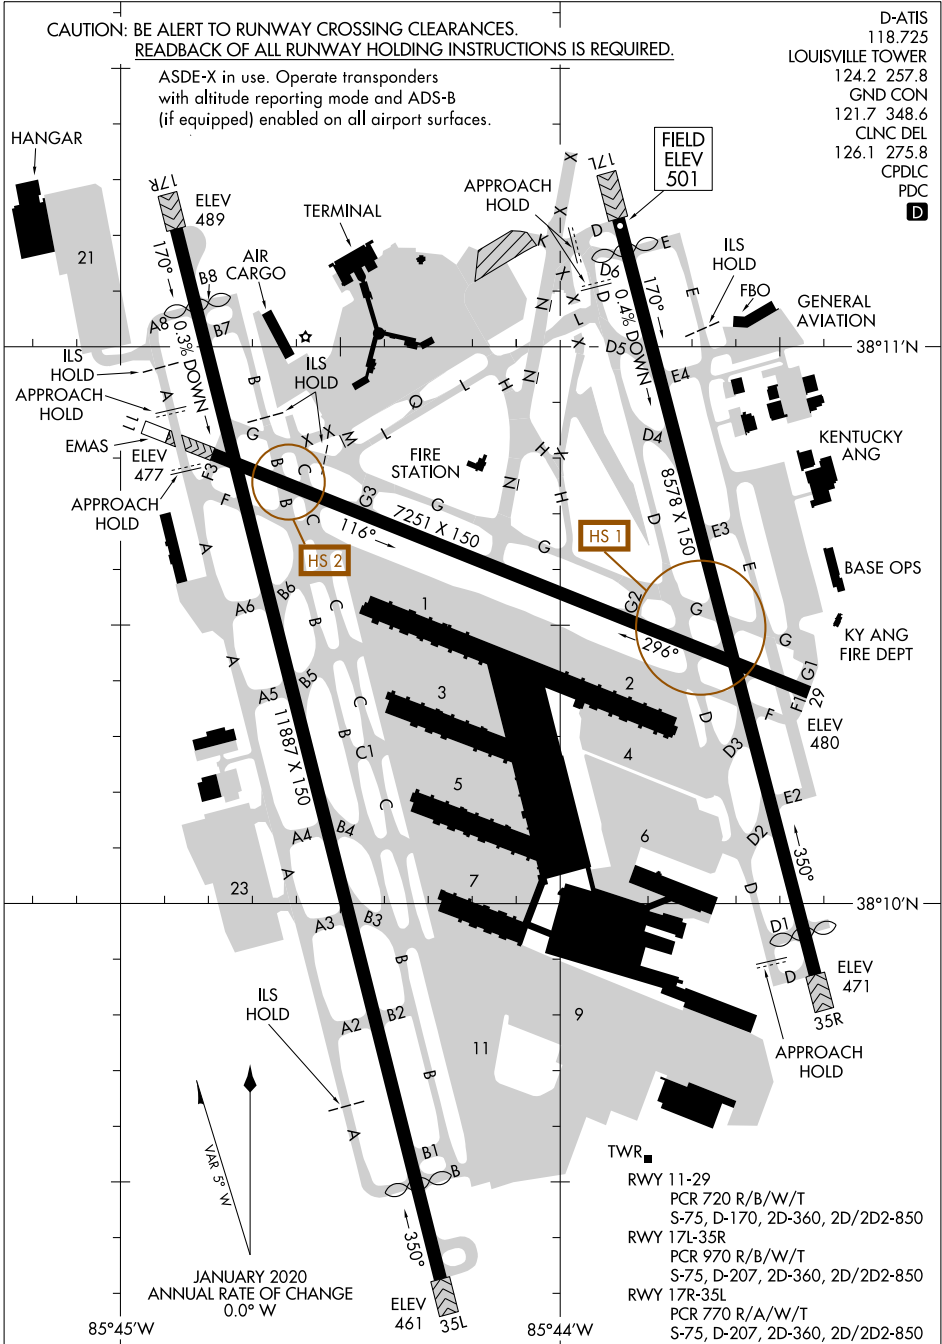 CAUTION: BE ALERT TO RUNWAY CROSSING CLEARANCES.
READBACK OF ALL RUNWAY HOLDING INSTRUCTIONS IS REQUIRED.
ASDE-X in use. Operate transponders
with altitude reporting mode and ADS-B
(if equipped) enabled on all airport surfaces.
D-ATIS
118.725
LOUISVILLE TOWER
124.2 257.8
GND CON
121.7 348.6
CLNC DEL
126.1 275.8
CPDLC
PDC
D
HANGAR
21
17R
ELEV
489
170°
0.3% DOWN
TERMINAL
AIR
CARGO
APPROACH
HOLD
17L
FIELD
ELEV
501
170°
0.4% DOWN
ILS
HOLD
FBO
GENERAL
AVIATION
38°11'N
X
X
X
X
X
L
X
K
N
N
N
D
D6
D
D5
E
E
E4
D4
B8
A8
B7
B
A
ILS
HOLD
APPROACH
HOLD
EMAS
11
ELEV
477
F3
F
APPROACH
HOLD
ILS
HOLD
G
X
X
M
L
Q
L
H
H
X
H
B
C
B
C
HS 2
FIRE
STATION
G3
G
7251 X 150
116°
G
HS 1
D
8578 X 150
E3
E
KENTUCKY
ANG
BASE OPS
KY ANG
FIRE DEPT
G2
G
G
G1
296°
F1
29
ELEV
480
F
D
D3
A
A6
B6
C
B
A
A5
B5
C
B
C1
C
11887 X 150
1
2
3
4
5
6
7
9
11
23
A4
B4
A
A3
B3
B
E2
D2
D
350°
38°10'N
D1
D
ELEV
471
35R
APPROACH
HOLD
ILS
HOLD
A2
B2
B
A
B1
B
350°
ELEV
461
35L
VAR 5° W
JANUARY 2020
ANNUAL RATE OF CHANGE
0.0° W
TWR
RWY 11-29
PCR 720 R/B/W/T
S-75, D-170, 2D-360, 2D/2D2-850
RWY 17L-35R
PCR 970 R/B/W/T
S-75, D-207, 2D-360, 2D/2D2-850
RWY 17R-35L
PCR 770 R/A/W/T
S-75, D-207, 2D-360, 2D/2D2-850
85°45'W
85°44'W